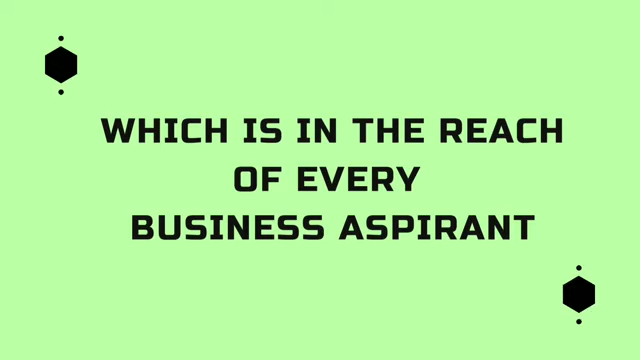 WHICH IS IN THE REACH
OF EVERY
BUSINESS ASPIRANT